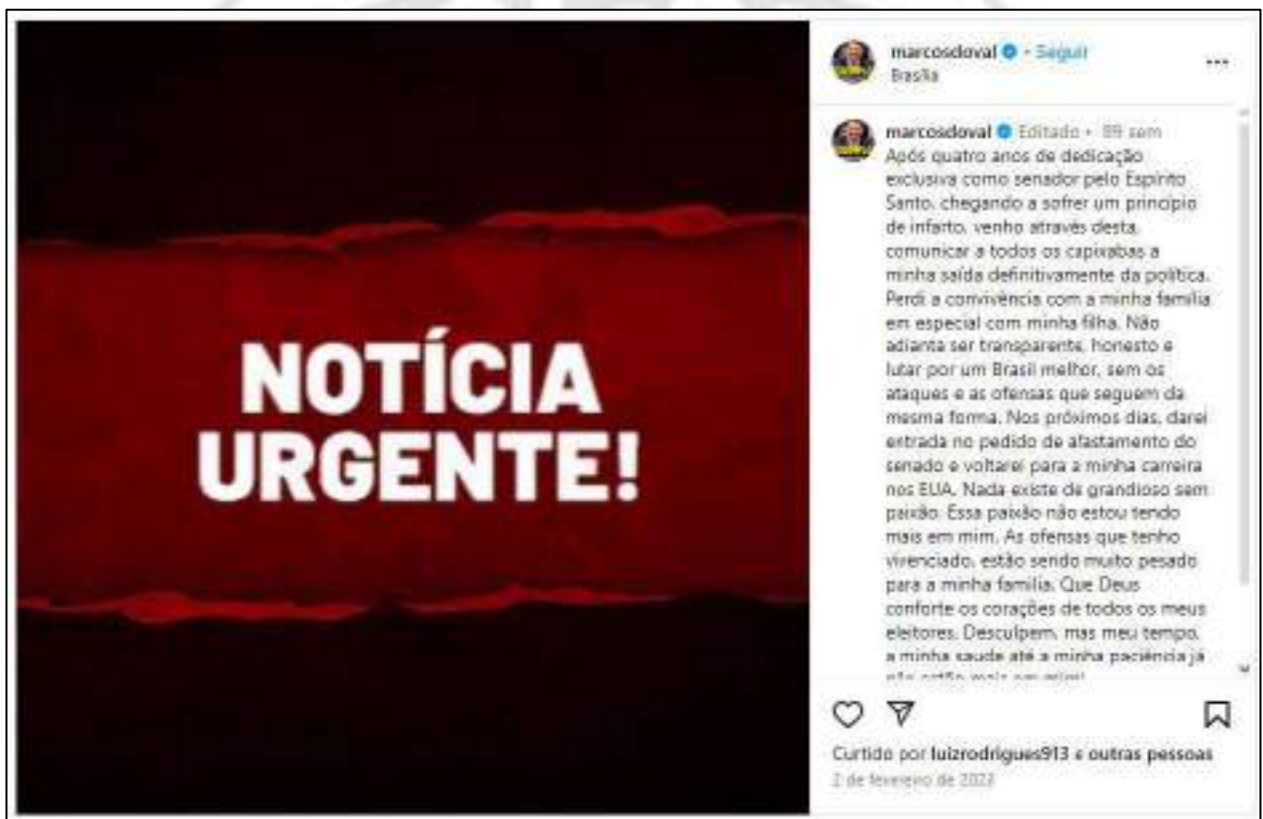 NOTÍCIA
URGENTE!
marcosdoval • Seguir
Brasília
marcosdoval Editado • 89 sem
Após quatro anos de dedicação
exclusiva como senador pelo Espírito
Santo, chegando a sofrer um princípio
de infarto, venho através desta,
comunicar a todos os capixabas a
minha saída definitivamente da política.
Perdi a convivência com a minha família
em especial com minha filha. Não
adianta ser transparente, honesto e
lutar por um Brasil melhor, sem os
ataques e as ofensas que seguem da
mesma forma. Nos próximos dias, darei
entrada no pedido de afastamento do
senado e voltarei para a minha carreira
nos EUA. Nada existe de grandioso sem
paixão. Essa paixão não estou tendo
mais em mim. As ofensas que tenho
vivenciado, estão sendo muito pesado
para a minha família. Que Deus
conforte os corações de todos os meus
eleitores. Desculpem, mas meu tempo,
a minha saude até a minha paciência já
Curtido por luizrodrigues913 e outras pessoas
2 de fevereiro de 2023